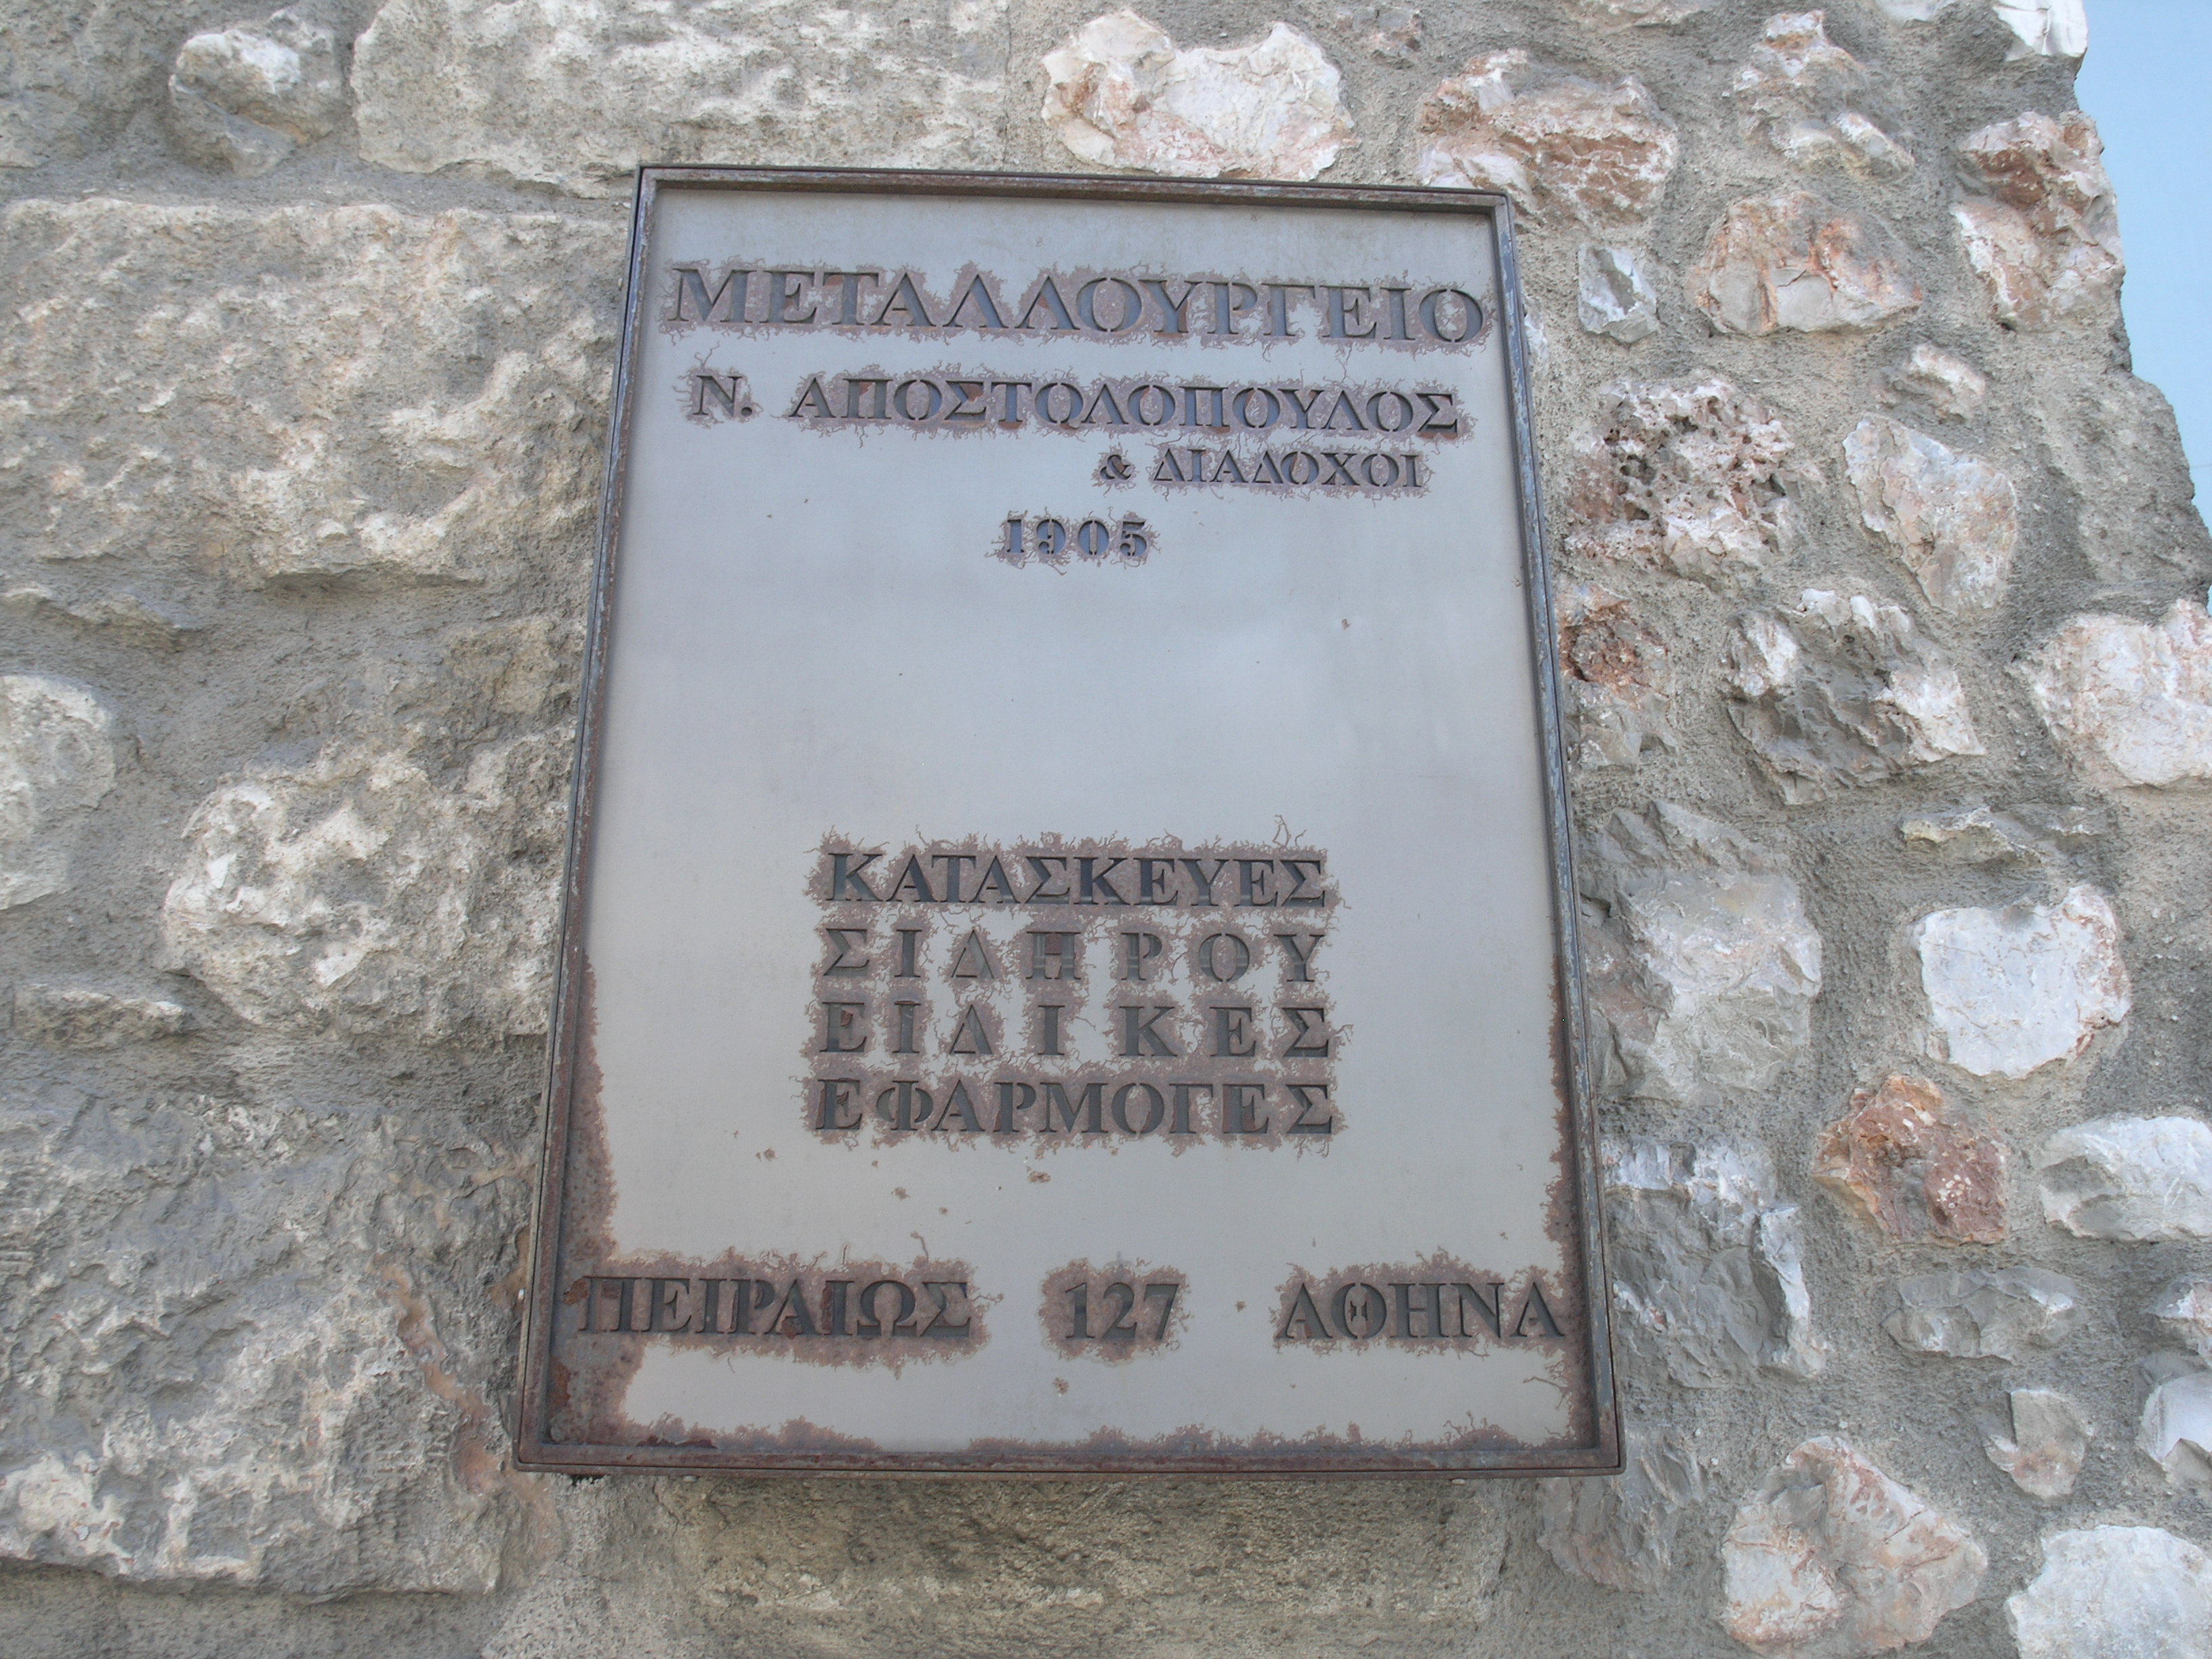 ΜΕΤΑΛΛΟΥΡΓΕΙΟ
Ν. ΑΠΟΣΤΟΛΟΠΟΥΛΟΣ
& ΔΙΑΔΟΧΟΙ
1905
ΚΑΤΑΣΚΕΥΕΣ
ΣΙΔΗΡΟΥ
ΕΙΔΙΚΕΣ
ΕΦΑΡΜΟΓΕΣ
ΠΕΙΡΑΙΩΣ 127 ΑΘΗΝΑ